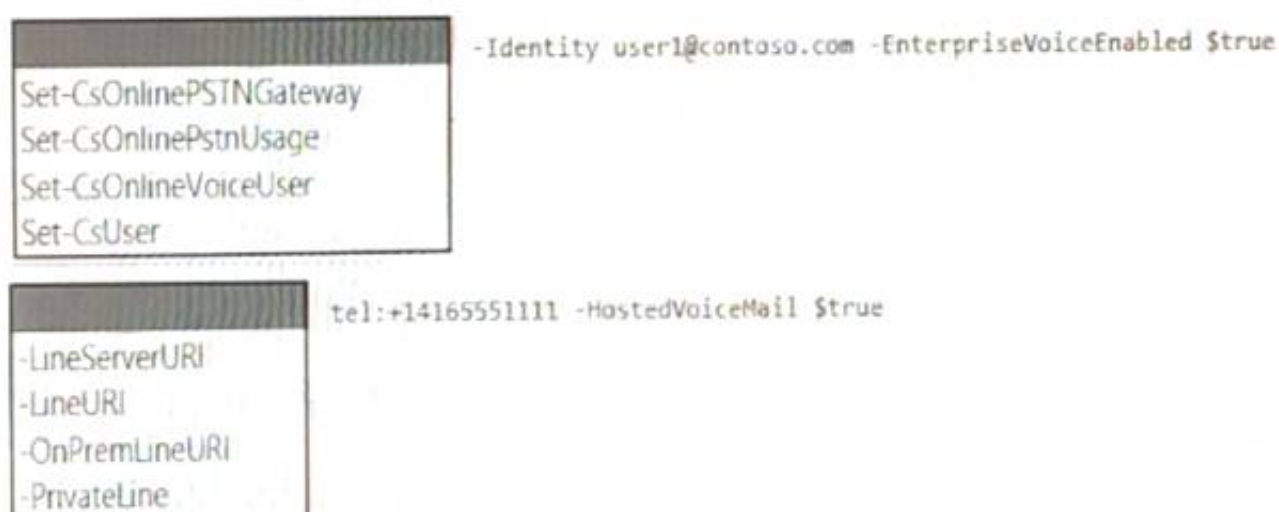 -Identity user1@contoso.com -EnterpriseVoiceEnabled $true
Set-CsOnlinePSTNGateway
Set-CsOnlinePstnUsage
Set-CsOnlineVoiceUser
Set-CsUser
tel:+14165551111 -HostedVoiceMail $true
-LineServerURI
-LineURI
-OnPremLineURI
-PrivateLine